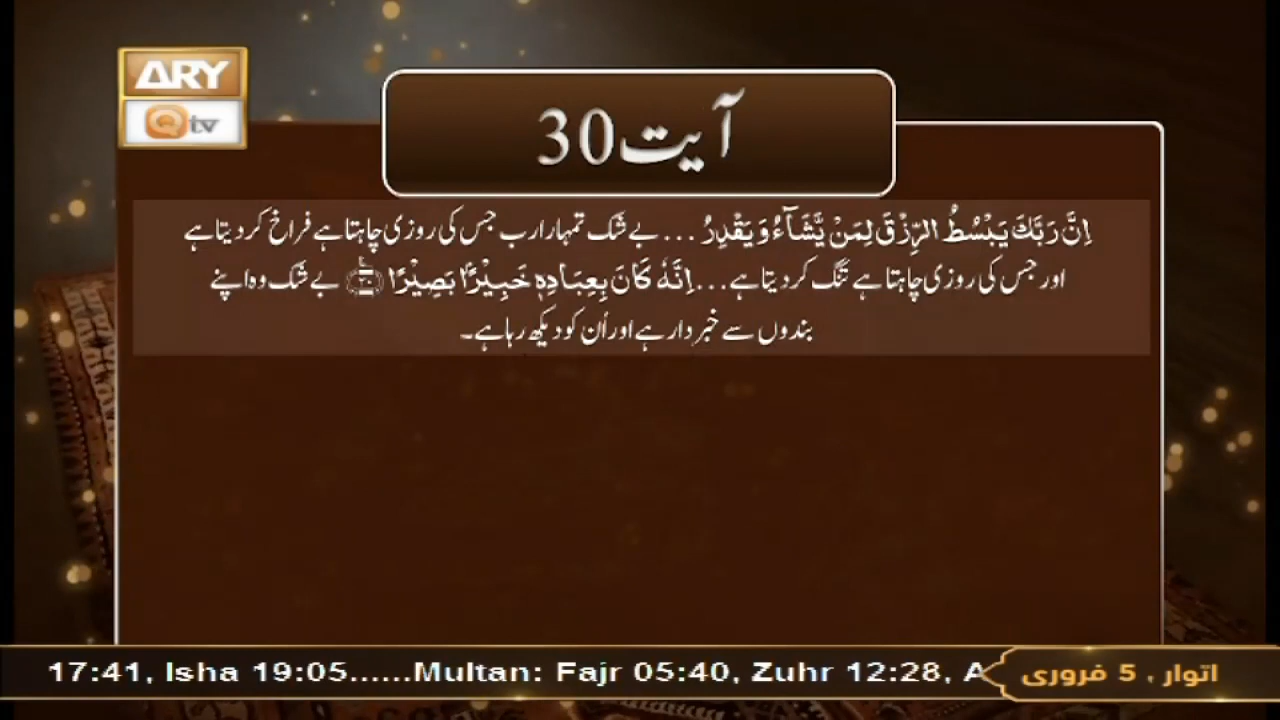 ARY
Qtv
آیت 30
اِنَّ رَبَّكَ یَبْسُطُ الرِّزْقَ لِمَنْ یَّشَآءُ وَ یَقْدِرُ... بے شک تمہارا رب جس کی روزی چاہتا ہے فراخ کر دیتا ہے
اور جس کی روزی چاہتا ہے تنگ کر دیتا ہے... اِنَّهٗ كَانَ بِعِبَادِهٖ خَبِیْرًۢا بَصِیْرًا ﴿۳۰﴾ بے شک وہ اپنے
بندوں سے خبردار ہے اور اُن کو دیکھ رہا ہے۔
17:41, Isha 19:05......Multan: Fajr 05:40, Zuhr 12:28, A
اتوار , 5 فروری